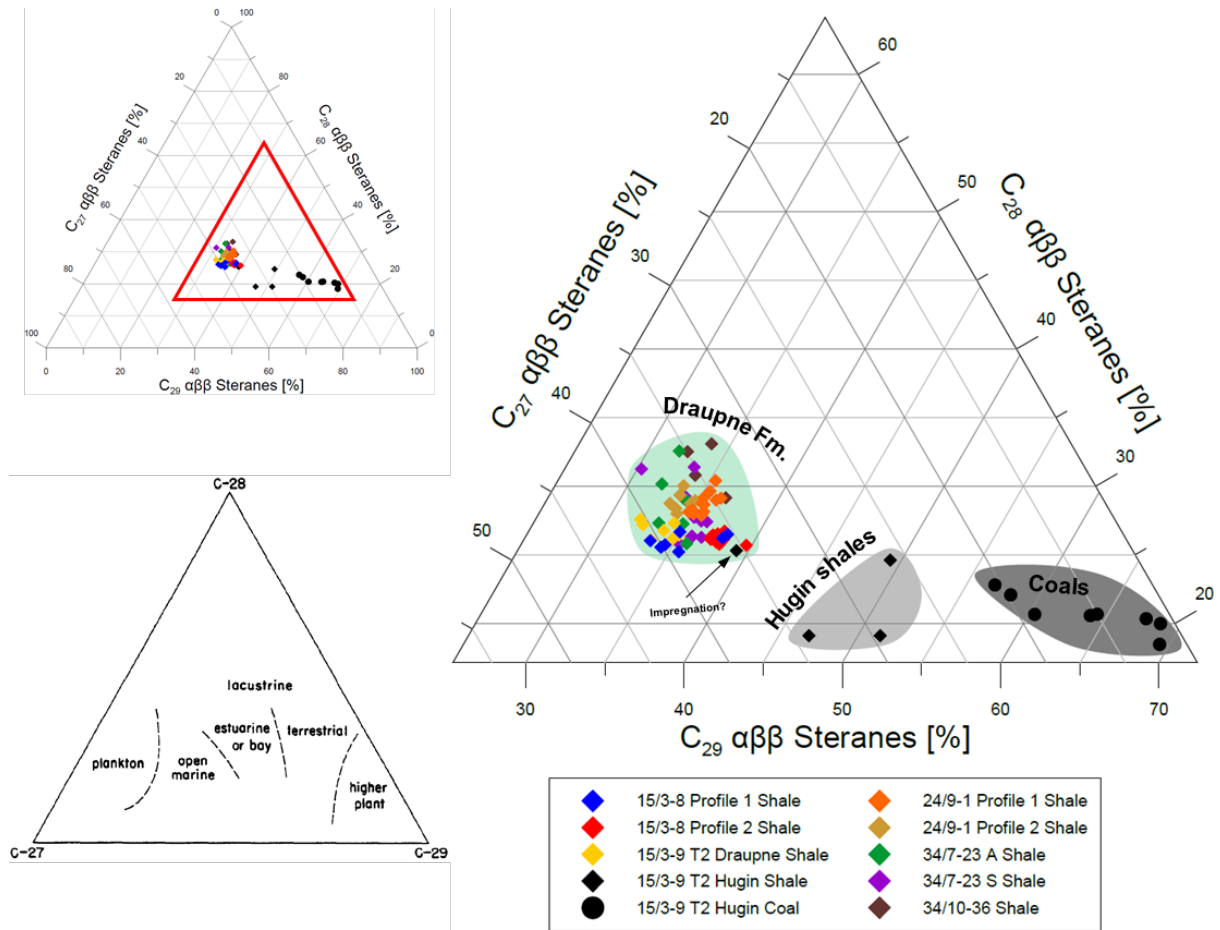 100
0
20
80
C₂₇ αββ Steranes [%]
C₂₈ αββ Steranes [%]
40
60
60
40
80
20
100
0
0
20
40
60
80
100
C₂₉ αββ Steranes [%]
C-28
lacustrine
estuarine
or bay
terrestrial
plankton
open
marine
higher
plant
C-27
C-29
60
20
50
C₂₇ αββ Steranes [%]
C₂₈ αββ Steranes [%]
30
40
40
Draupne Fm.
30
50
Hugin shales
Coals
20
Impregnation?
30
40
50
60
70
C₂₉ αββ Steranes [%]
15/3-8 Profile 1 Shale
15/3-8 Profile 2 Shale
15/3-9 T2 Draupne Shale
15/3-9 T2 Hugin Shale
15/3-9 T2 Hugin Coal
24/9-1 Profile 1 Shale
24/9-1 Profile 2 Shale
34/7-23 A Shale
34/7-23 S Shale
34/10-36 Shale